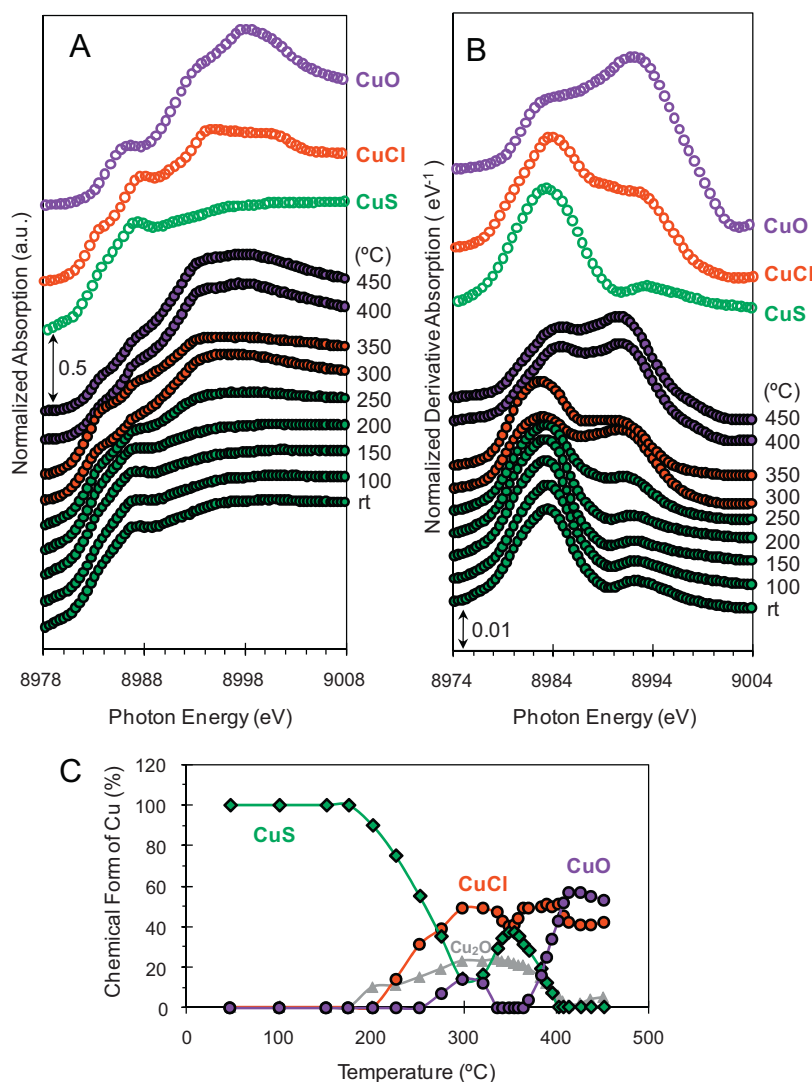 A
CuO
CuCl
CuS
(ºC)
450
400
350
300
250
200
150
100
rt
0.5
Normalized Absorption (a.u.)
8978
8988
8998
9008
Photon Energy (eV)
B
CuO
CuCl
CuS
(ºC)
450
400
350
300
250
200
150
100
rt
0.01
Normalized Derivative Absorption ( eV-1)
8974
8984
8994
9004
Photon Energy (eV)
C
120
100
80
60
40
20
0
Chemical Form of Cu (%)
CuS
CuCl
CuO
Cu₂O
0
100
200
300
400
500
Temperature (ºC)